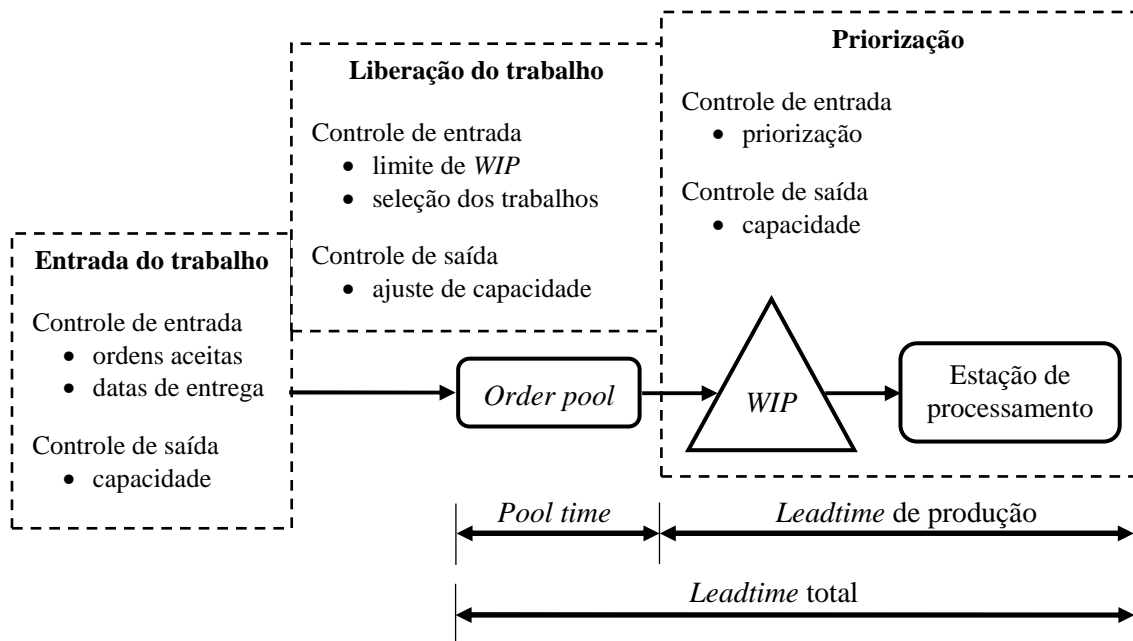 Entrada do trabalho
Controle de entrada
• ordens aceitas
• datas de entrega
Controle de saída
• capacidade
Liberação do trabalho
Controle de entrada
• limite de WIP
• seleção dos trabalhos
Controle de saída
• ajuste de capacidade
Priorização
Controle de entrada
• priorização
Controle de saída
• capacidade
Order pool
WIP
Estação de
processamento
Pool time
Leadtime de produção
Leadtime total